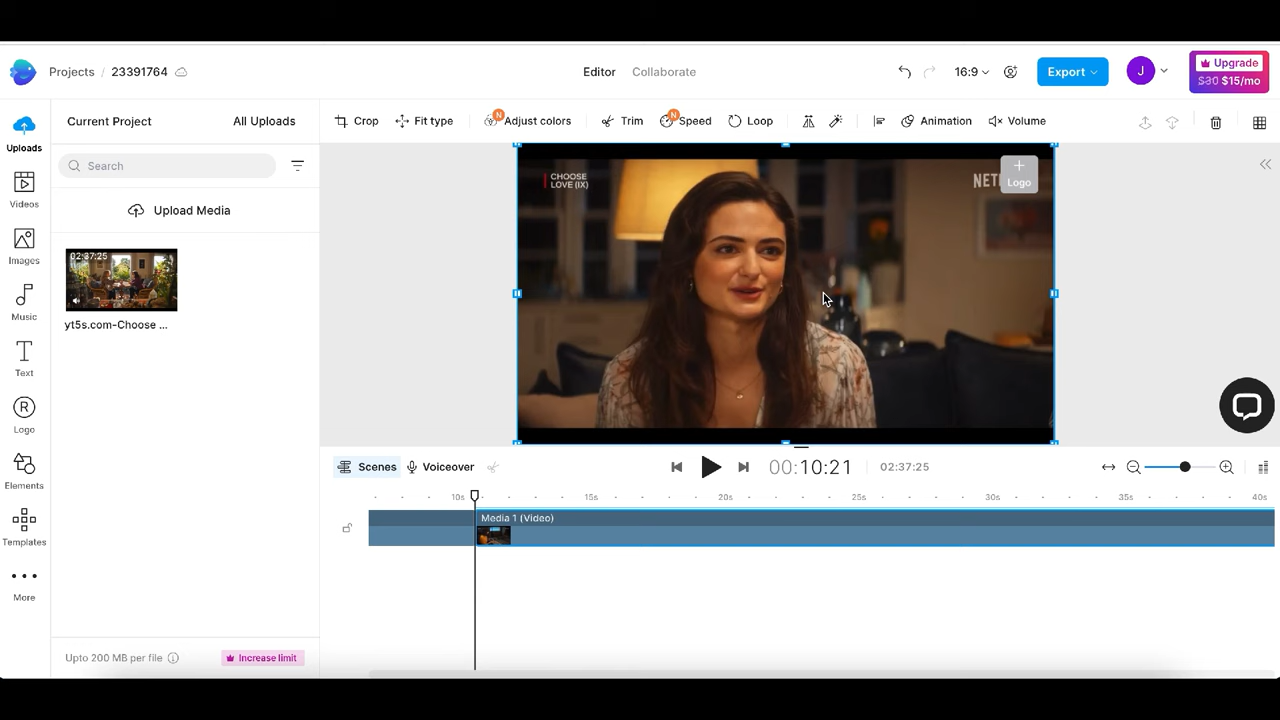 Projects / 23391764
Editor
Collaborate
16:9
Export
J
Upgrade
$30 $15/mo
Uploads
Videos
Images
Music
Text
Logo
Elements
Templates
More
Current Project
All Uploads
Search
Upload Media
02:37:25
yt5s.com-Choose ...
Upto 200 MB per file
Increase limit
Crop
Fit type
N
Adjust colors
Trim
N
Speed
Loop
Animation
Volume
CHOOSE
LOVE (IX)
NET
+
Logo
Scenes
Voiceover
00:10:21
02:37:25
10s
15s
20s
25s
30s
35s
40s
Media 1 (Video)